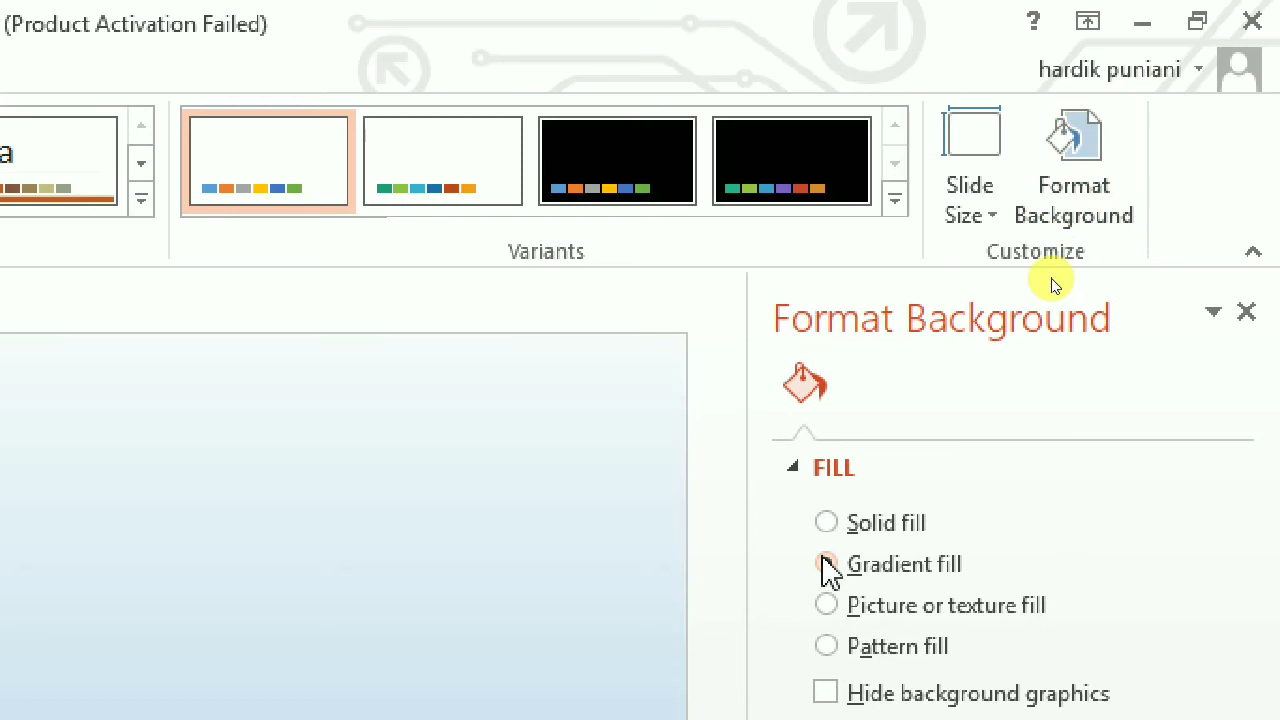 (Product Activation Failed)
?
hardik puniani
a
Slide
Size
Format
Background
Variants
Customize
Format Background
FILL
Solid fill
Gradient fill
Picture or texture fill
Pattern fill
Hide background graphics